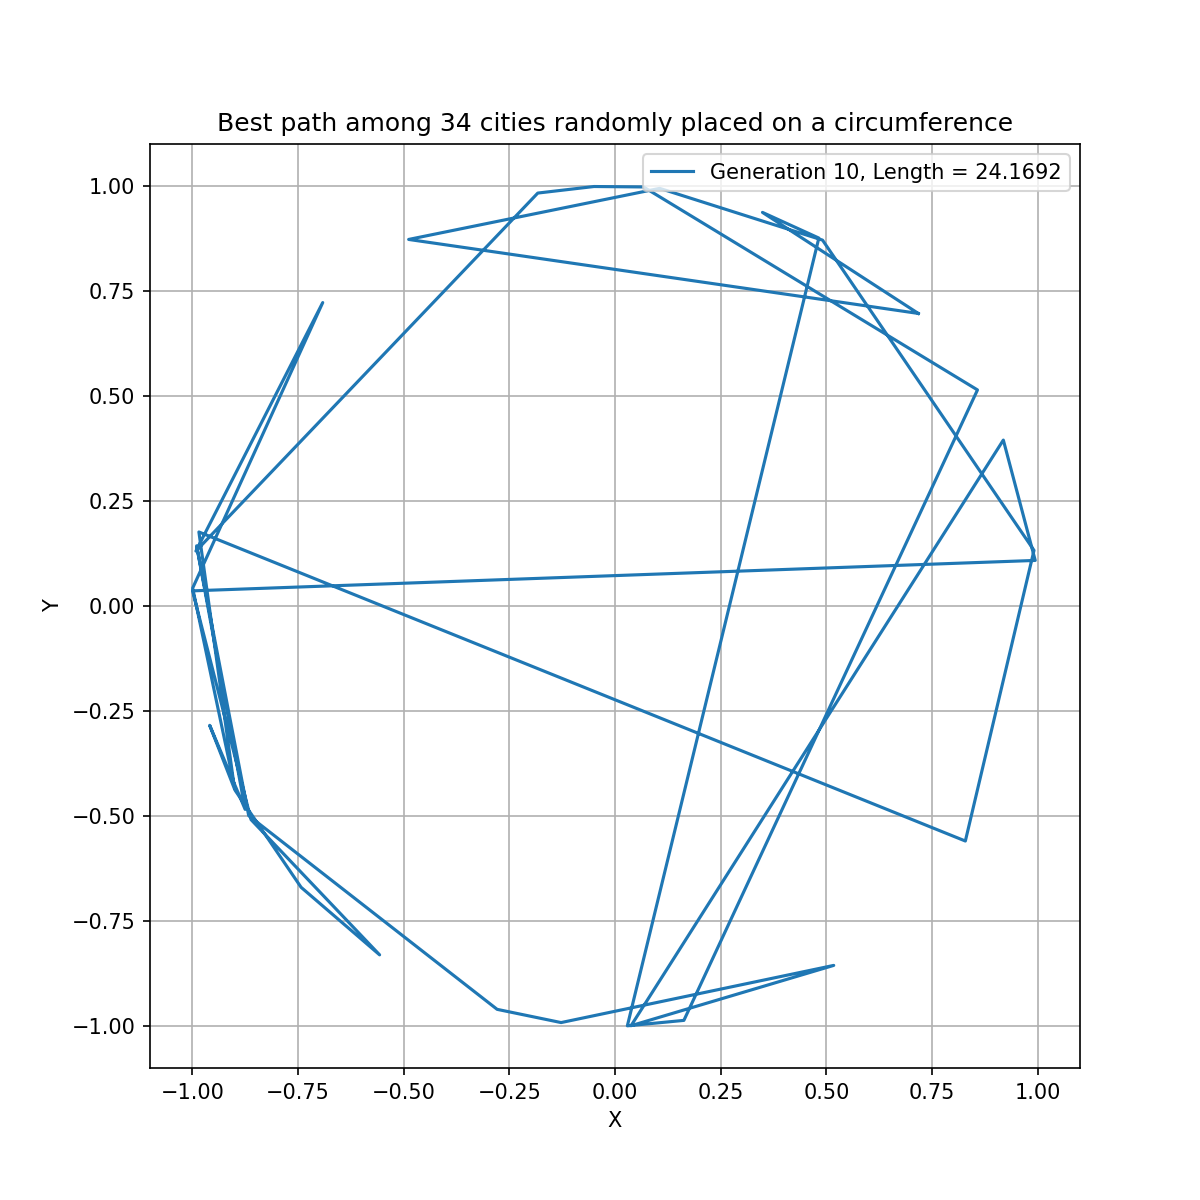 Best path among 34 cities randomly placed on a circumference
Generation 10, Length = 24.1692
1.00
0.75
0.50
0.25
0.00
−0.25
−0.50
−0.75
−1.00
Y
−1.00 −0.75 −0.50 −0.25 0.00 0.25 0.50 0.75 1.00
X